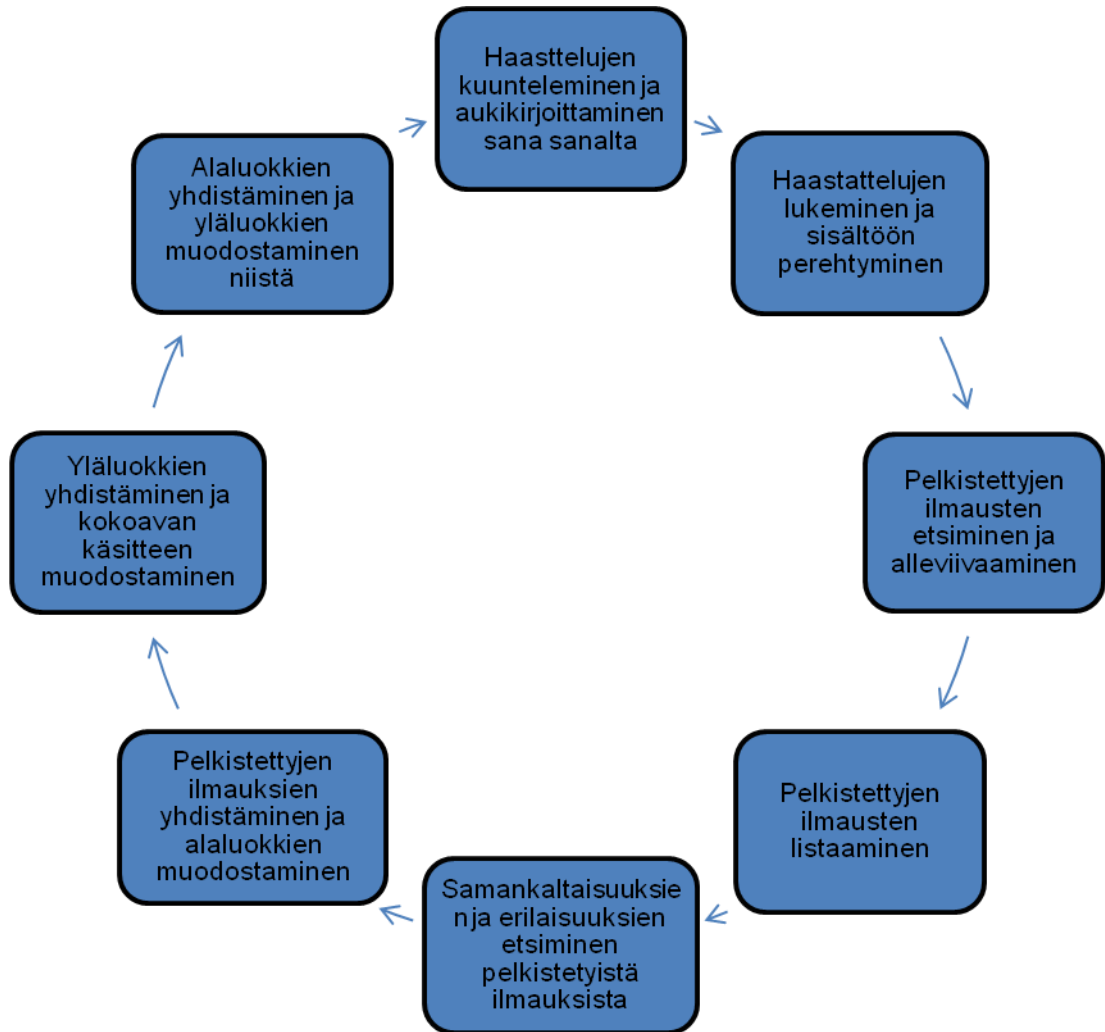 Haasttelujen
kuunteleminen ja
aukikirjoittaminen
sana sanalta
Haastattelujen
lukeminen ja
sisältöön
perehtyminen
Pelkistettyjen
ilmausten
etsiminen ja
alleviivaaminen
Pelkistettyjen
ilmausten
listaaminen
Samankaltaisuuksie
n ja erilaisuuksien
etsiminen
pelkistetyistä
ilmauksista
Pelkistettyjen
ilmauksien
yhdistäminen ja
alaluokkien
muodostaminen
Yläluokkien
yhdistäminen ja
kokoavan
käsitteen
muodostaminen
Alaluokkien
yhdistäminen ja
yläluokkien
muodostaminen
niistä